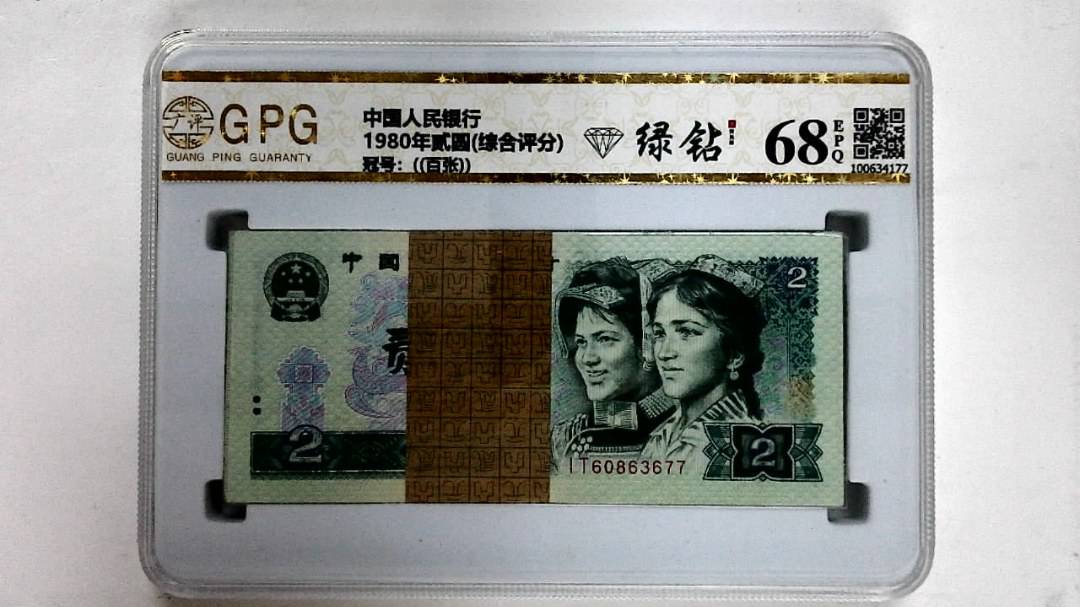 GPG
GUANG PING GUARANTY
中国人民银行
1980年贰圆(综合评分)
冠号：((百张))
绿钻
68
EPQ
100634177
中国
2
贰
2
IT60863677
2